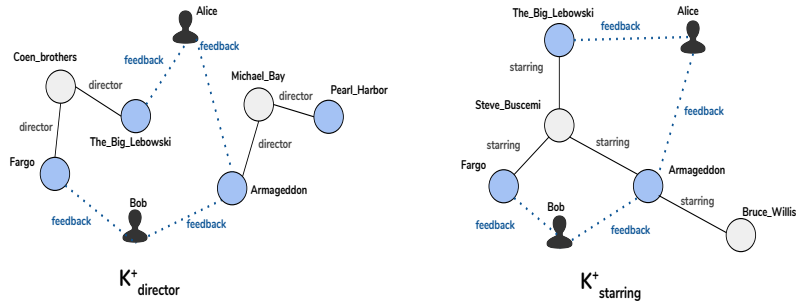 Alice
feedback
feedback
Coen_brothers
director
Michael_Bay
director
Pearl_Harbor
director
The_Big_Lebowski
director
Fargo
Armageddon
Bob
feedback
feedback
K+director
The_Big_Lebowski
Alice
feedback
starring
Steve_Buscemi
feedback
starring
starring
Fargo
Armageddon
starring
Bob
Bruce_Willis
feedback
feedback
K+starring